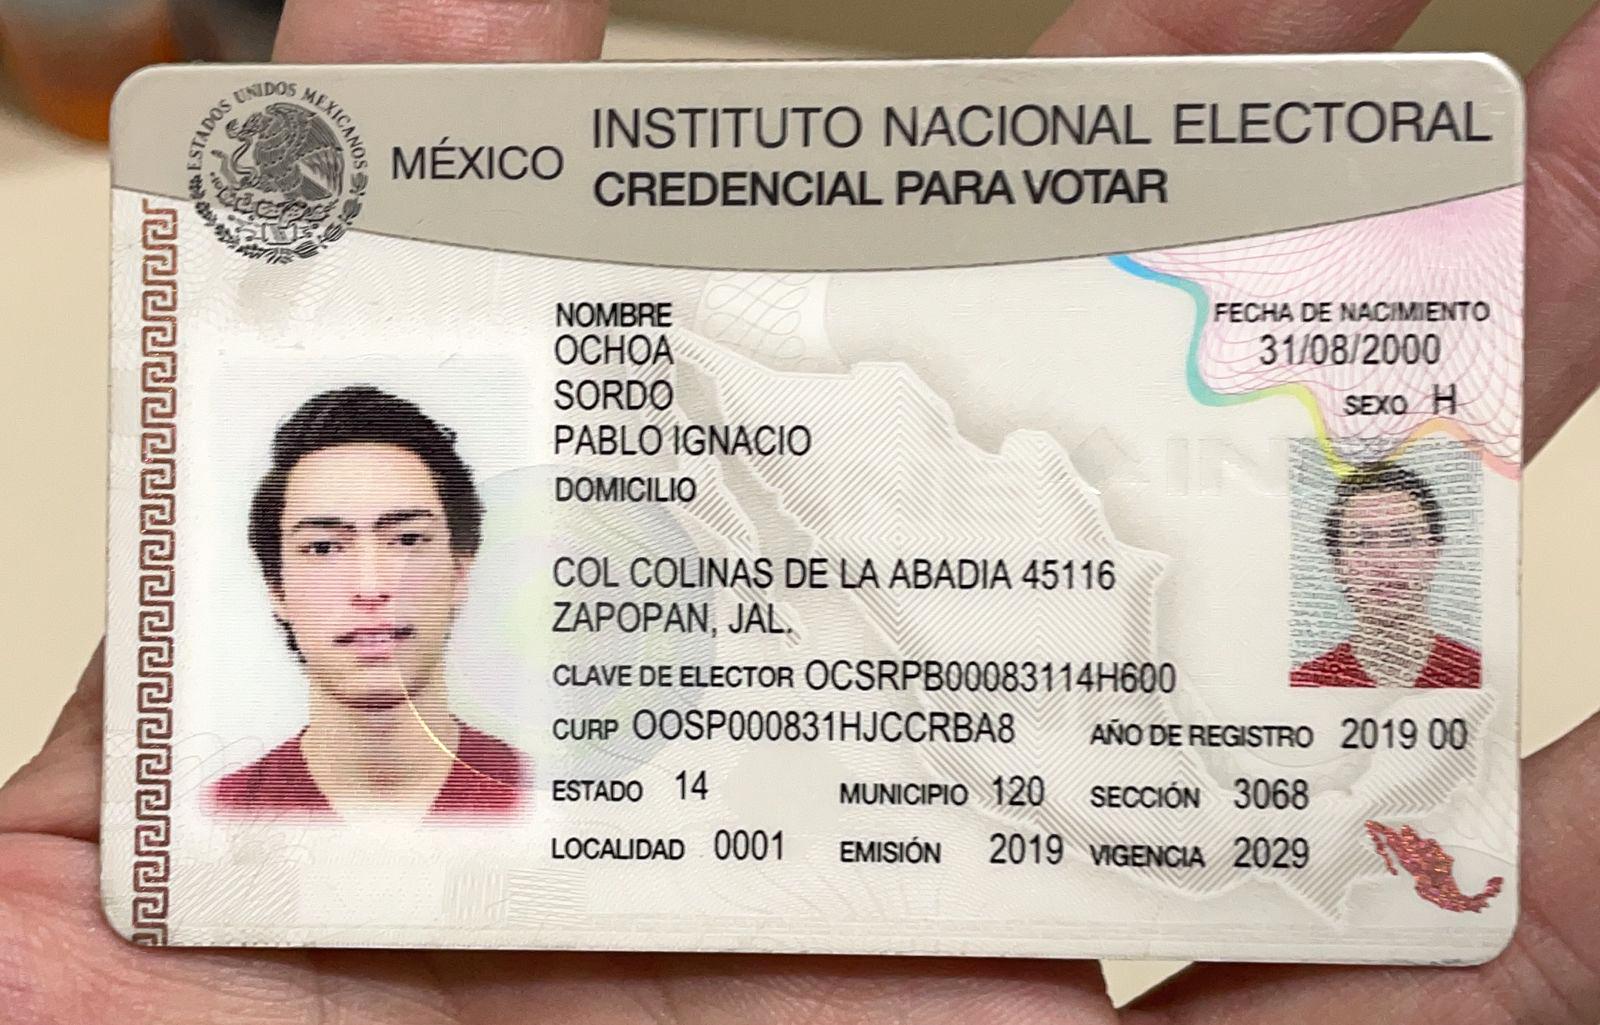 ESTADOS UNIDOS MEXICANOS
MÉXICO
INSTITUTO NACIONAL ELECTORAL
CREDENCIAL PARA VOTAR
NOMBRE
OCHOA
SORDO
PABLO IGNACIO
FECHA DE NACIMIENTO
31/08/2000
SEXO H
DOMICILIO
COL COLINAS DE LA ABADIA 45116
ZAPOPAN, JAL.
CLAVE DE ELECTOR OCSRPB00083114H600
CURP OOSP000831HJCCRBA8 AÑO DE REGISTRO 2019 00
ESTADO 14 MUNICIPIO 120 SECCIÓN 3068
LOCALIDAD 0001 EMISIÓN 2019 VIGENCIA 2029